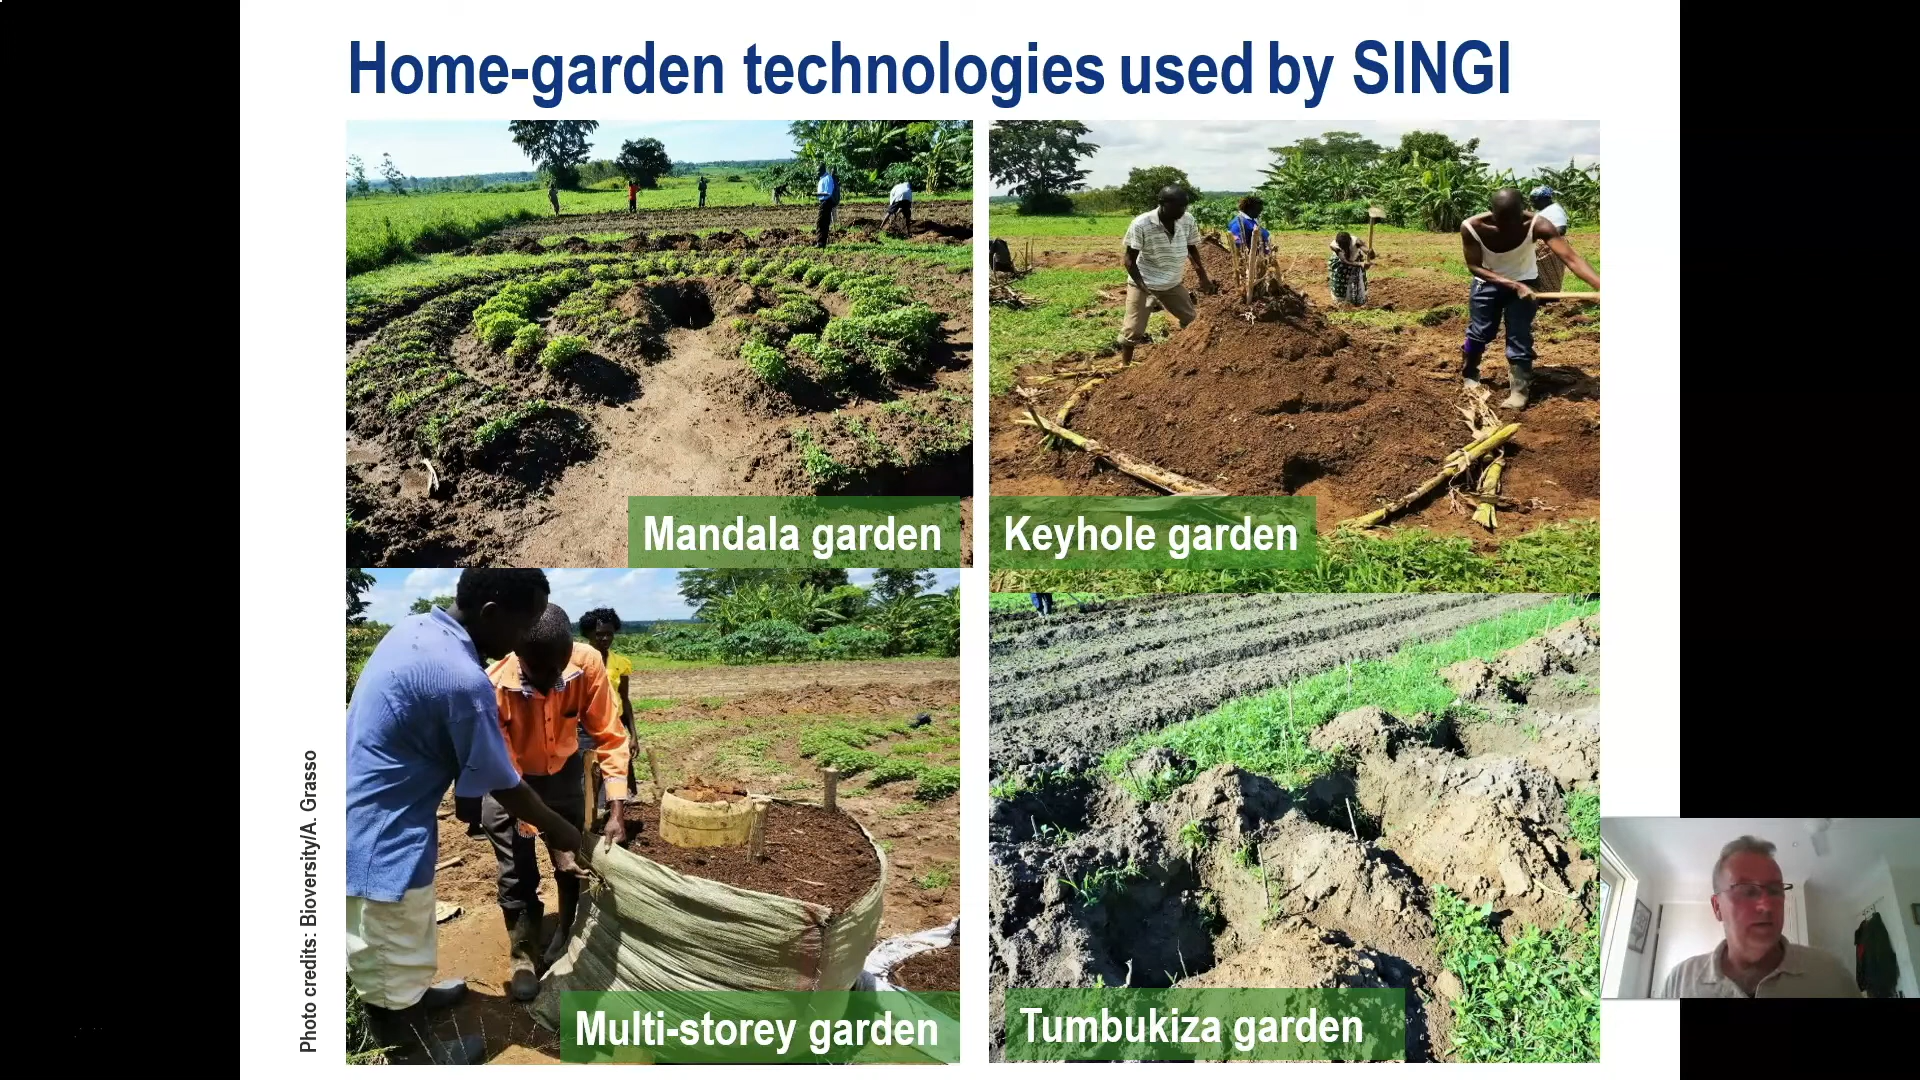 Home-garden technologies used by SINGI
Mandala garden
Keyhole garden
Multi-storey garden
Tumbukiza garden
Photo credits: Bioversity/A. Grasso